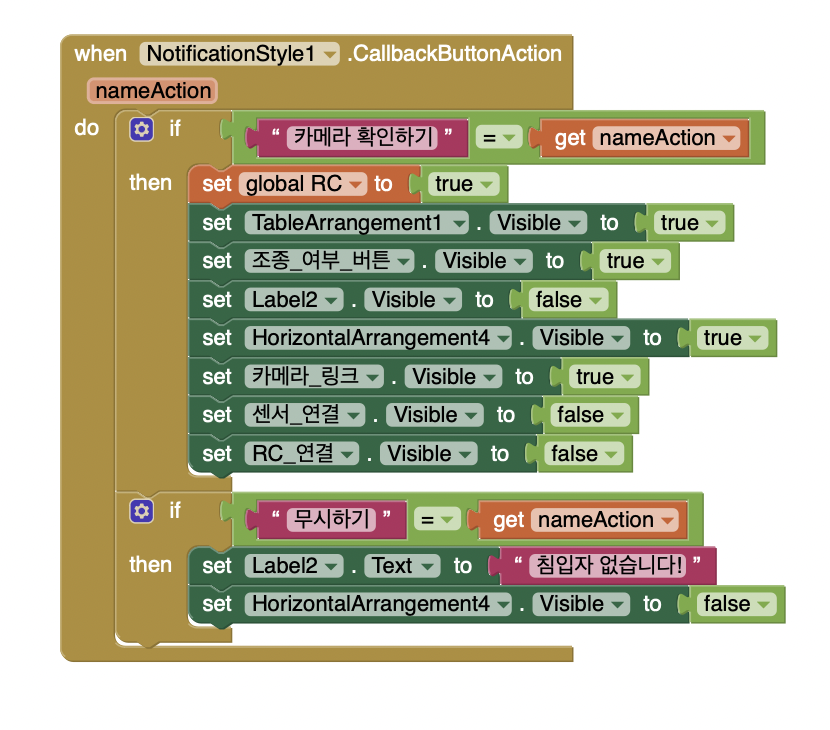 when NotificationStyle1 .CallbackButtonAction
nameAction
do if " 카메라 확인하기 " = get nameAction
then set global RC to true
set TableArrangement1 . Visible to true
set 조종_여부_버튼 . Visible to true
set Label2 . Visible to false
set HorizontalArrangement4 . Visible to true
set 카메라_링크 . Visible to true
set 센서_연결 . Visible to false
set RC_연결 . Visible to false
if " 무시하기 " = get nameAction
then set Label2 . Text to " 침입자 없습니다! "
set HorizontalArrangement4 . Visible to false